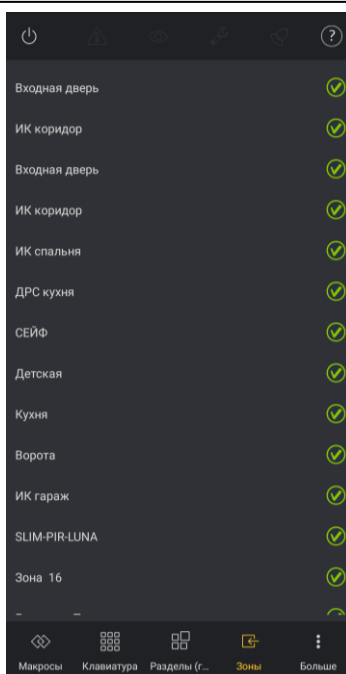 ?
Входная дверь
ИК коридор
Входная дверь
ИК коридор
ИК спальня
ДРС кухня
СЕЙФ
Детская
Кухня
Ворота
ИК гараж
SLIM-PIR-LUNA
Зона 16
Макросы Клавиатура Разделы (г... Зоны Больше